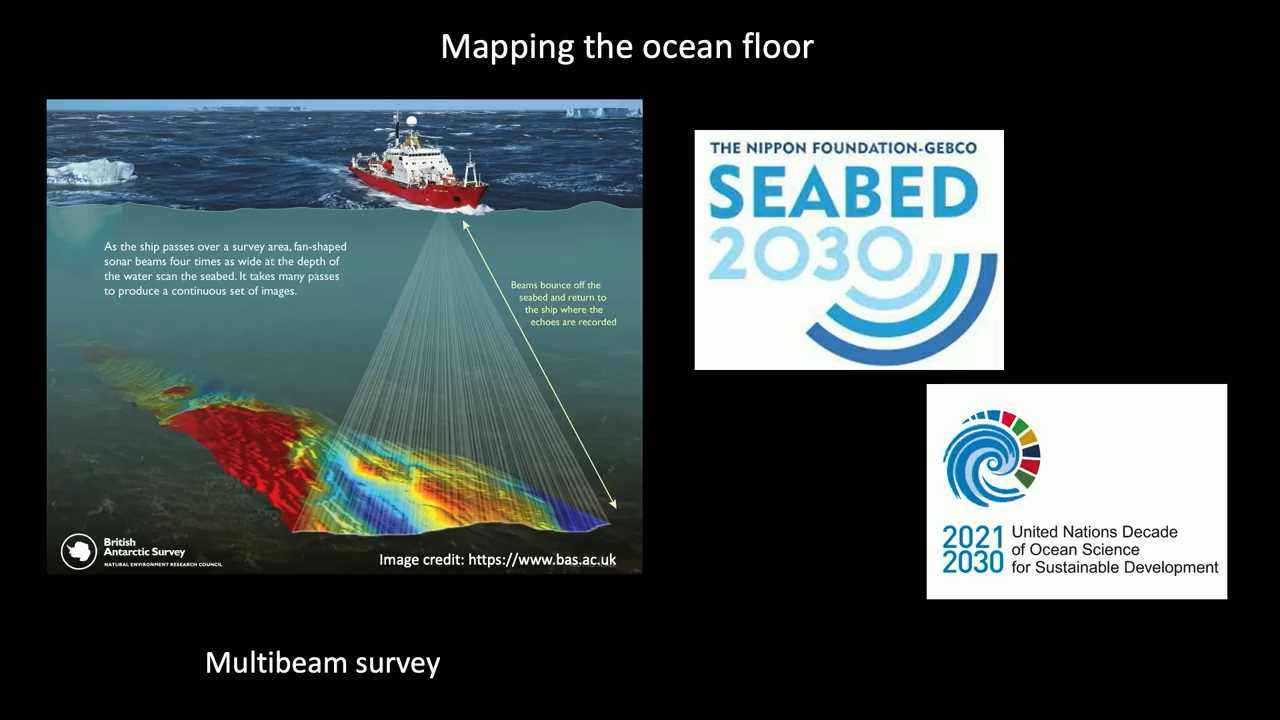 Mapping the ocean floor
As the ship passes over a survey area, fan-shaped
sonar beams four times as wide at the depth of
the water scan the seabed. It takes many passes
to produce a continuous set of images.
Beams bounce off the
seabed and return to
the ship where the
echoes are recorded
British
Antarctic Survey
NATURAL ENVIRONMENT RESEARCH COUNCIL
Image credit: https://www.bas.ac.uk
Multibeam survey
THE NIPPON FOUNDATION-GEBCO
SEABED
2030
2021
2030
United Nations Decade
of Ocean Science
for Sustainable Development